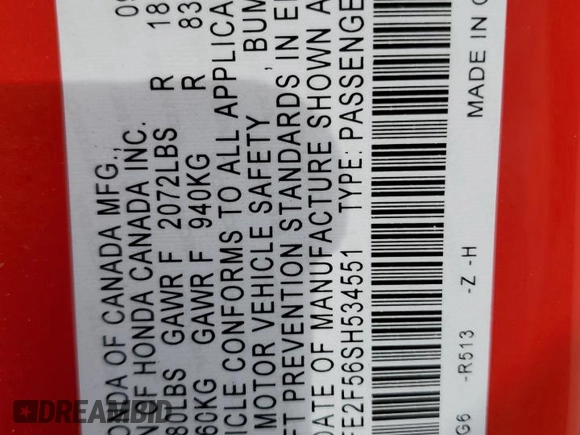 ONDA OF CANADA MFG., 09
OF HONDA CANADA INC.
80LBS GAWR F 2072LBS R 18
60KG GAWR F 940KG R 83
ICLE CONFORMS TO ALL APPLICA
MOTOR VEHICLE SAFETY , BUM
FT PREVENTION STANDARDS, IN E
DATE OF MANUFACTURE SHOWN A
FE2F56SH534551 TYPE: PASSENGE
G6 -R513 -Z -H MADE IN
DREAMBID